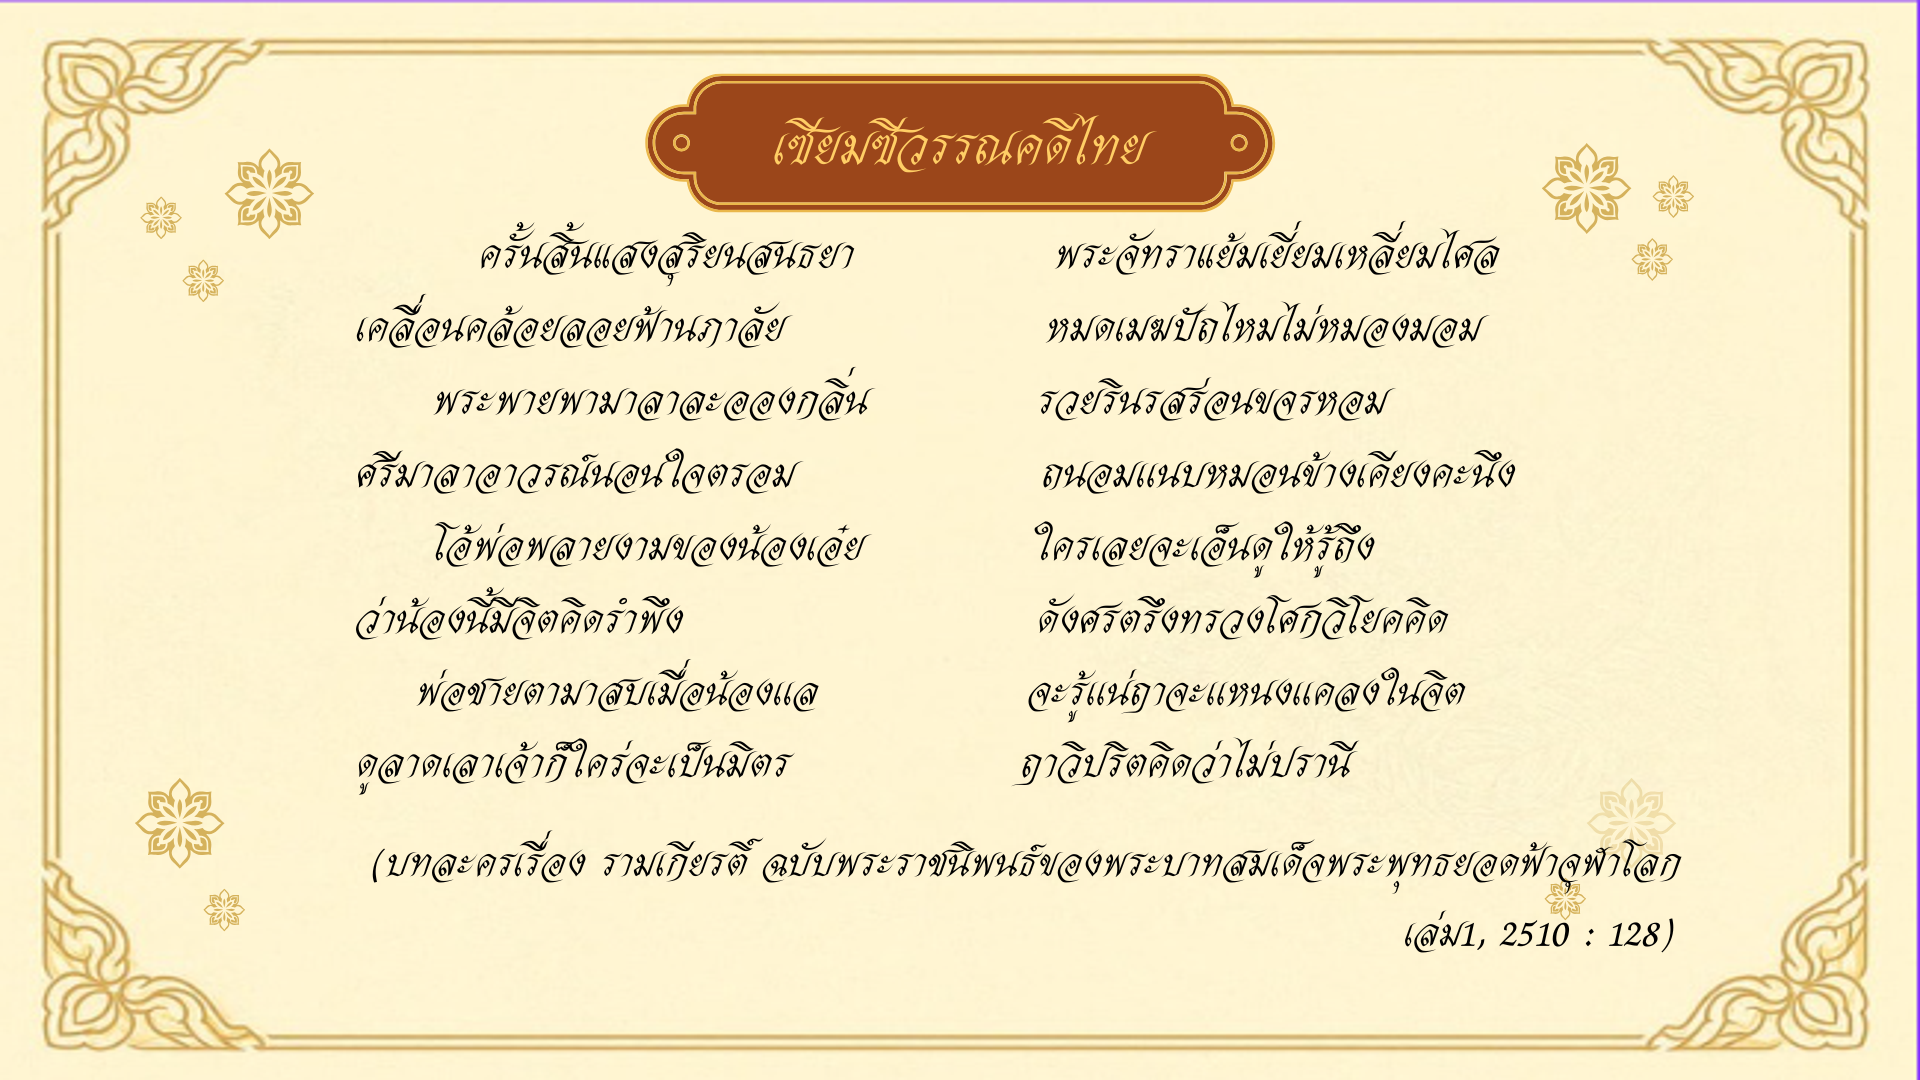 เซียมซีวรรณคดีไทย
ครั้นสิ้นแสงสุริยนสนธยา พระจัทราแย้มเยี่ยมเหลี่ยมไศล
เคลื่อนคล้อยลอยฟ้านภาลัย หมดเมฆปัถไหมไม่หมองมอม
พระพายพามาลาละอองกลิ่น รวยรินรสร่อนขจรหอม
ศรีมาลาอาวรณ์นอนใจตรอม ถนอมแนบหมอนข้างเคียงคะนึง
โอ้พ่อพลายงามของน้องเอ๋ย ใครเลยจะเอ็นดูให้รู้ถึง
ว่าน้องนี้มีจิตคิดรำพึง ดังศรตรึงทรวงโศกวิโยคคิด
พ่อชายตามาสบเมื่อน้องแล จะรู้แน่ฤาจะแหนงแคลงในจิต
ดูลาดเลาเจ้าก็ใคร่จะเป็นมิตร ฤาวิปริตคิดว่าไม่ปรานี
(บทละครเรื่อง รามเกียรติ์ ฉบับพระราชนิพนธ์ของพระบาทสมเด็จพระพุทธยอดฟ้าจุฬาโลก
เล่ม1, 2510 : 128)